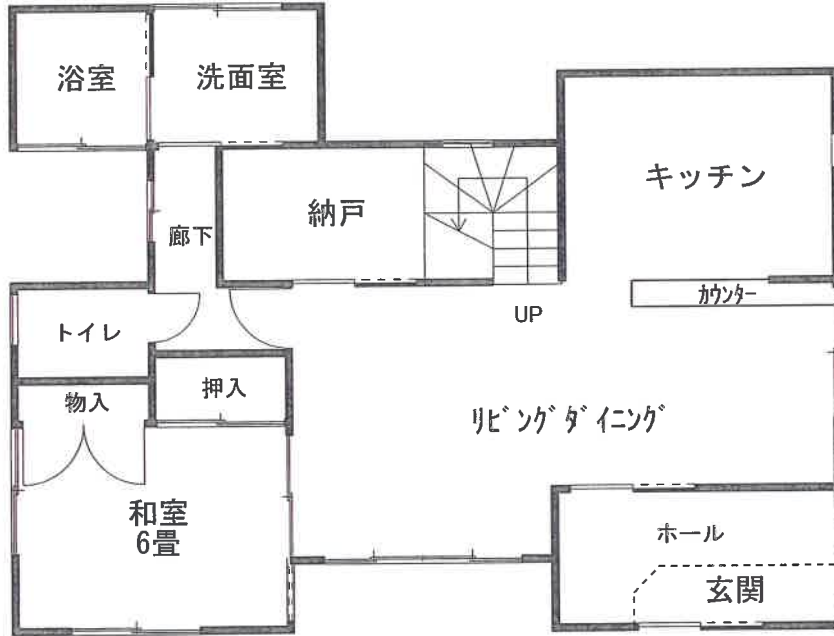 浴室
洗面室
キッチン
納戸
廊下
カウンター
UP
トイレ
押入
物入
リビングダイニング
和室
6畳
ホール
玄関